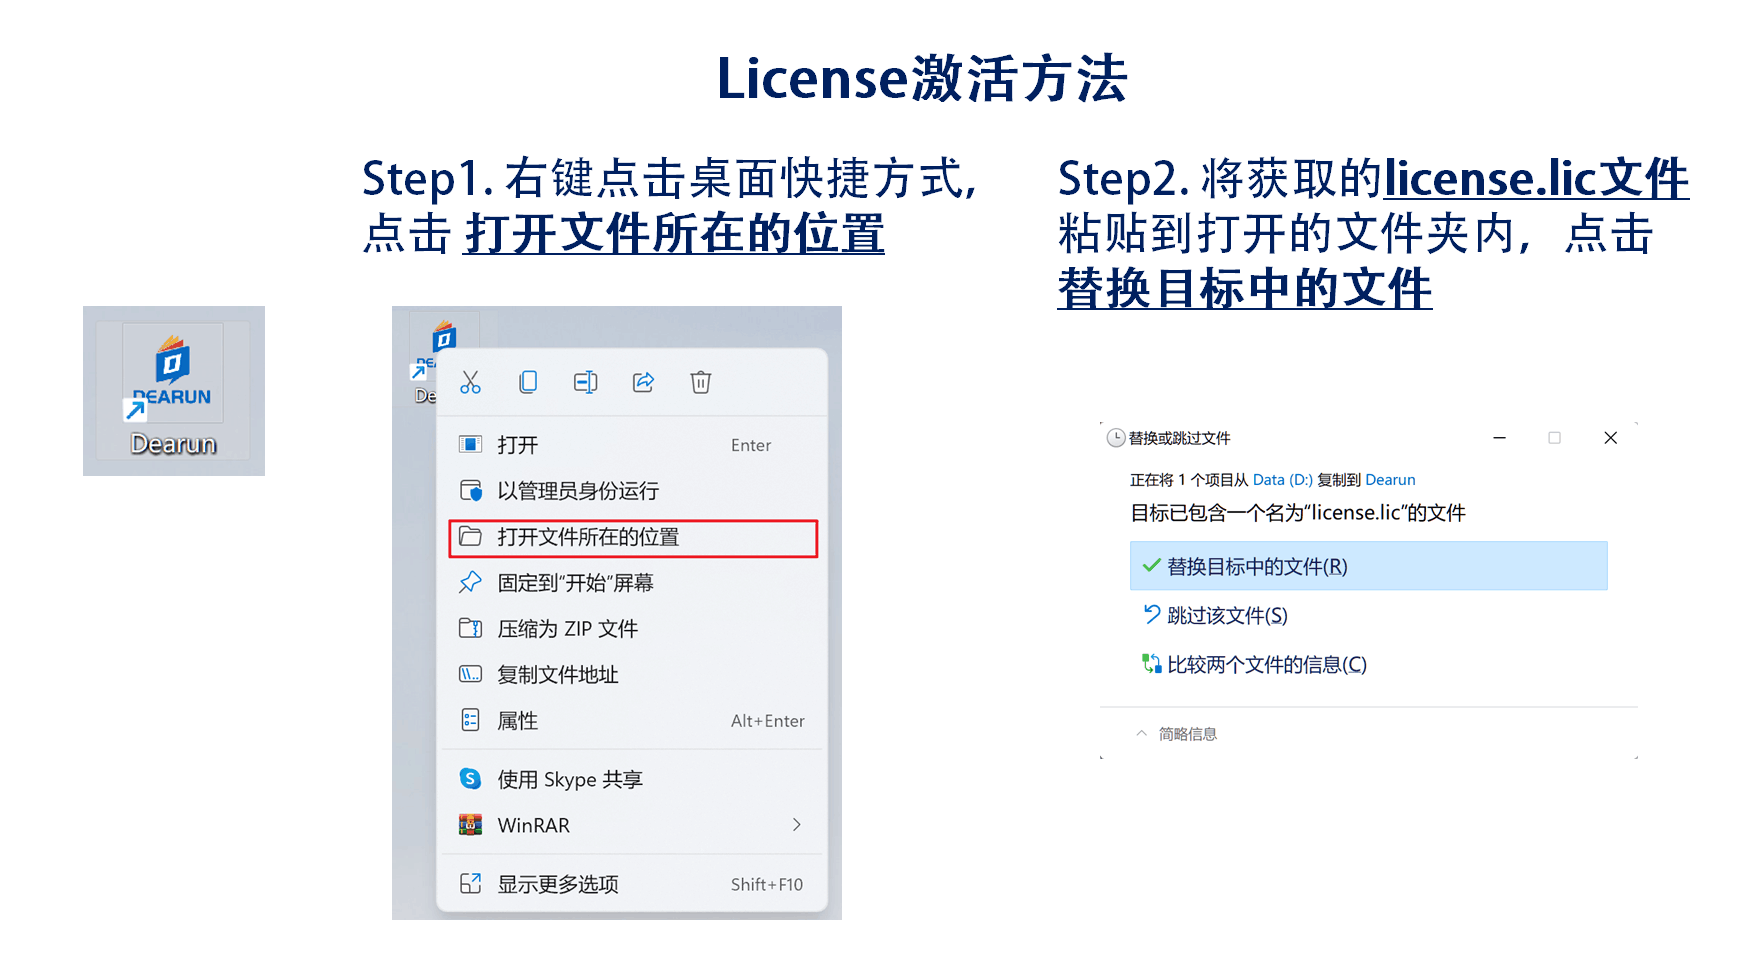 License激活方法
Step1. 右键点击桌面快捷方式,
点击 打开文件所在的位置
Step2. 将获取的license.lic文件
粘贴到打开的文件夹内，点击
替换目标中的文件
DEARUN
Dearun
DEA
De
打开 Enter
以管理员身份运行
打开文件所在的位置
固定到“开始”屏幕
压缩为 ZIP 文件
复制文件地址
属性 Alt+Enter
使用 Skype 共享
WinRAR
显示更多选项 Shift+F10
替换或跳过文件
正在将 1 个项目从 Data (D:) 复制到 Dearun
目标已包含一个名为“license.lic”的文件
替换目标中的文件(R)
跳过该文件(S)
比较两个文件的信息(C)
简略信息